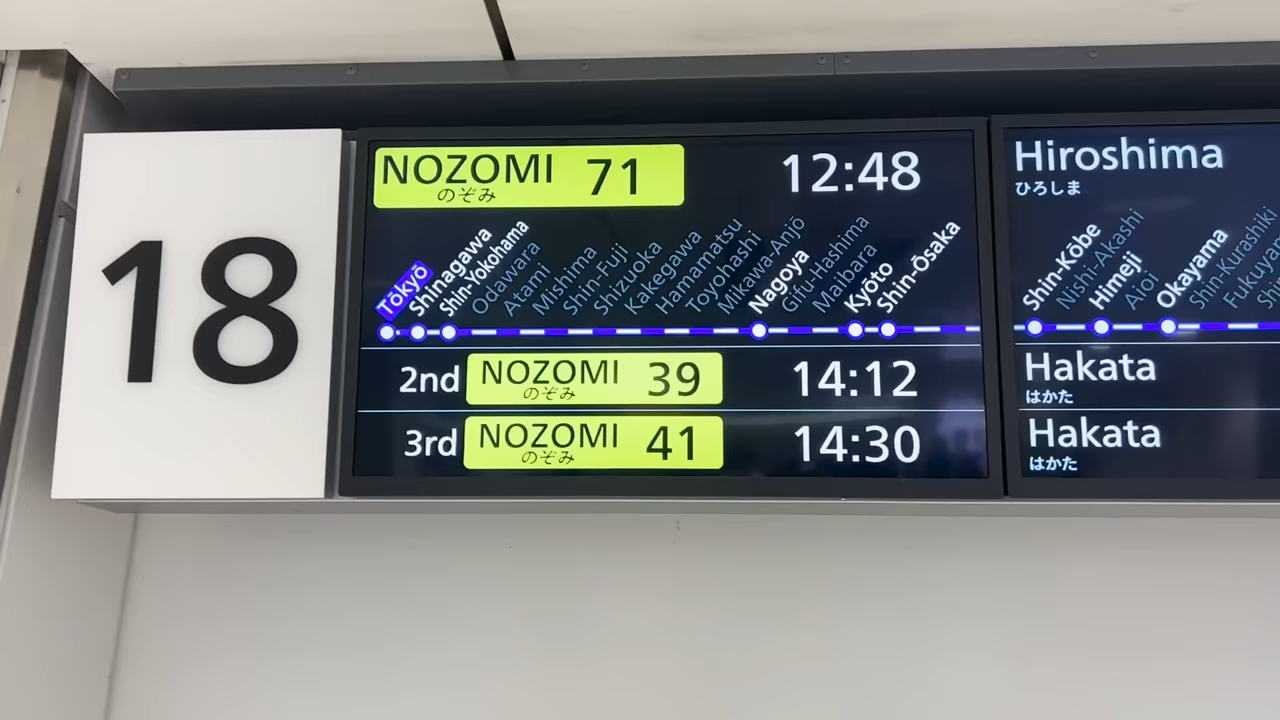 18
NOZOMI 71 12:48
のぞみ
Tōkyō
Shinagawa
Shin-Yokohama
Odawara
Atami
Mishima
Shin-Fuji
Shizuoka
Kakegawa
Hamamatsu
Toyohashi
Mikawa-Anjō
Nagoya
Gifu-Hashima
Maibara
Kyōto
Shin-Ōsaka
Hiroshima
ひろしま
Shin-Kōbe
Nishi-Akashi
Himeji
Aioi
Okayama
Shin-Kurashiki
2nd NOZOMI 39 14:12 Hakata
のぞみ はかた
3rd NOZOMI 41 14:30 Hakata
のぞみ はかた